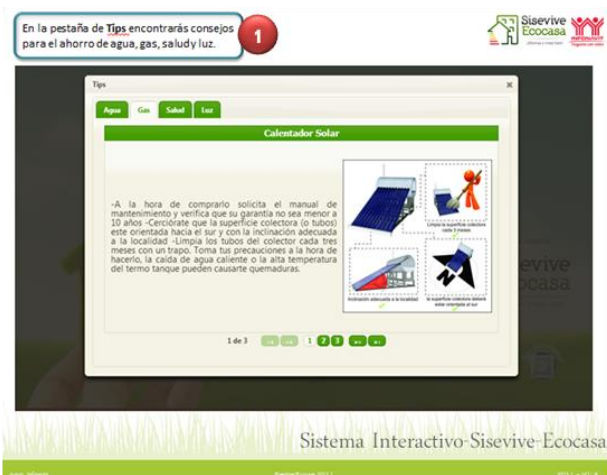 En la pestaña de Tips encontrarás consejos
para el ahorro de agua, gas, salud y luz.
1
Sisevive
Ecocasa
Tips
Agua Gas Salud Luz
Calentador Solar
-A la hora de comprarlo solicita el manual de
mantenimiento y verifica que su garantia no sea menor a
10 años -Cerciórate que la superficie colectora (o tubos)
este orientada hacia el sur y con la inclinación adecuada
a la localidad -Limpia los tubos del colector cada tres
meses con un trapo. Toma tus precauciones a la hora de
hacerlo, la caida de agua caliente o la alta temperatura
del termo tanque pueden causarte quemaduras.
Limpia la superficie colectora
cada 3 meses
Inclinación adecuada a la localidad
la superficie colectora deberá
estar orientada al sur
1 de 3
1 2 3
Sistema Interactivo-Sisevive-Ecocasa